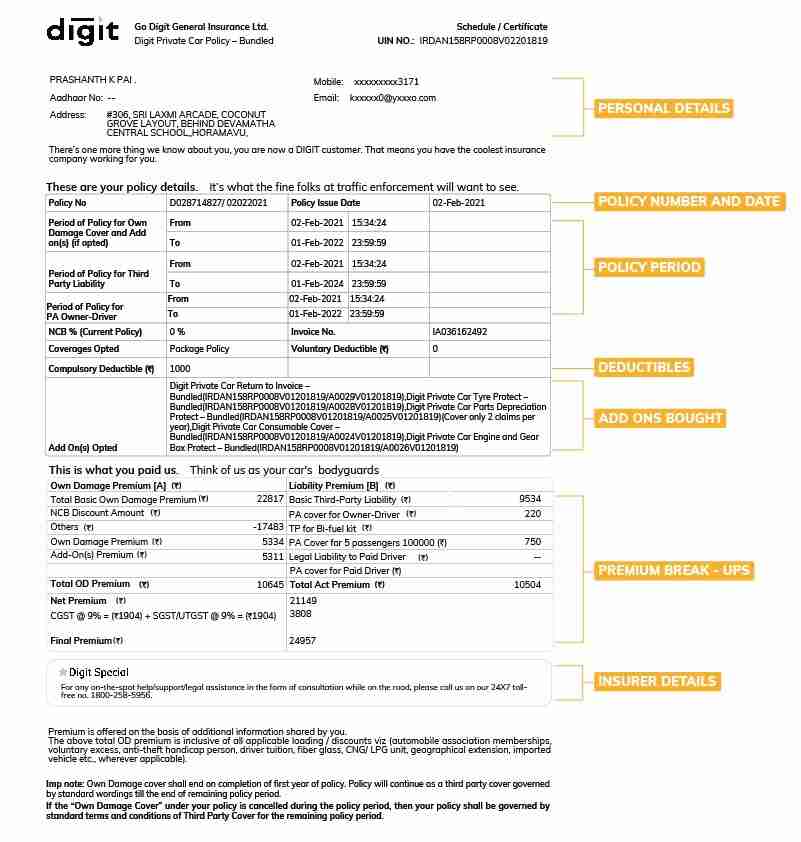 digit
Go Digit General Insurance Ltd.
Digit Private Car Policy – Bundled
Schedule / Certificate
UIN NO.: IRDAN158RP0008V02201819
PRASHANTH K PAI .
Aadhaar No: --
Address: #306, SRI LAXMI ARCADE, COCONUT
GROVE LAYOUT, BEHIND DEVAMATHA
CENTRAL SCHOOL,,HORAMAVU,
Mobile: xxxxxxxxx3171
Email: kxxxxx0@yxxxo.com
PERSONAL DETAILS
There's one more thing we know about you, you are now a DIGIT customer. That means you have the coolest insurance
company working for you.
These are your policy details. It's what the fine folks at traffic enforcement will want to see.
Policy No D028714827/ 02022021 Policy Issue Date 02-Feb-2021
POLICY NUMBER AND DATE
Period of Policy for Own
Damage Cover and Add
on(s) (if opted)
From 02-Feb-2021 15:34:24
To 01-Feb-2022 23:59:59
Period of Policy for Third
Party Liability
From 02-Feb-2021 15:34:24
To 01-Feb-2024 23:59:59
Period of Policy for
PA Owner-Driver
From 02-Feb-2021 15:34:24
To 01-Feb-2022 23:59:59
POLICY PERIOD
NCB % (Current Policy) 0 % Invoice No. IA036162492
Coverages Opted Package Policy Voluntary Deductible (₹) 0
Compulsory Deductible (₹) 1000
DEDUCTIBLES
Add On(s) Opted
Digit Private Car Return to Invoice –
Bundled(IRDAN158RP0008V01201819/A0029V01201819),Digit Private Car Tyre Protect –
Bundled(IRDAN158RP0008V01201819/A0028V01201819),Digit Private Car Parts Depreciation
Protect – Bundled(IRDAN158RP0008V01201819/A0025V01201819)(Cover only 2 claims per
year),Digit Private Car Consumable Cover –
Bundled(IRDAN158RP0008V01201819/A0024V01201819),Digit Private Car Engine and Gear
Box Protect – Bundled(IRDAN158RP0008V01201819/A0026V01201819)
ADD ONS BOUGHT
This is what you paid us. Think of us as your car's bodyguards
Own Damage Premium [A] (₹) Liability Premium [B] (₹)
Total Basic Own Damage Premium (₹) 22817 Basic Third-Party Liability (₹) 9534
NCB Discount Amount (₹) PA cover for Owner-Driver (₹) 220
Others (₹) -17483 TP for Bi-fuel kit (₹)
Own Damage Premium (₹) 5334 PA Cover for 5 passengers 100000 (₹) 750
Add-On(s) Premium (₹) 5311 Legal Liability to Paid Driver (₹) --
PA cover for Paid Driver (₹)
Total OD Premium (₹) 10645 Total Act Premium (₹) 10504
Net Premium (₹) 21149
CGST @ 9% = (₹1904) + SGST/UTGST @ 9% = (₹1904) 3808
Final Premium(₹) 24957
PREMIUM BREAK - UPS
Digit Special
For any on-the-spot help/support/legal assistance in the form of consultation while on the road, please call us on our 24X7 toll-
free no. 1800-258-5956.
INSURER DETAILS
Premium is offered on the basis of additional information shared by you.
The above total OD premium is inclusive of all applicable loading / discounts viz (automobile association memberships,
voluntary excess, anti-theft handicap person, driver tuition, fiber glass, CNG/ LPG unit, geographical extension, imported
vehicle etc., wherever applicable).
Imp note: Own Damage cover shall end on completion of first year of policy. Policy will continue as a third party cover governed
by standard wordings till the end of remaining policy period.
If the “Own Damage Cover” under your policy is cancelled during the policy period, then your policy shall be governed by
standard terms and conditions of Third Party Cover for the remaining policy period.